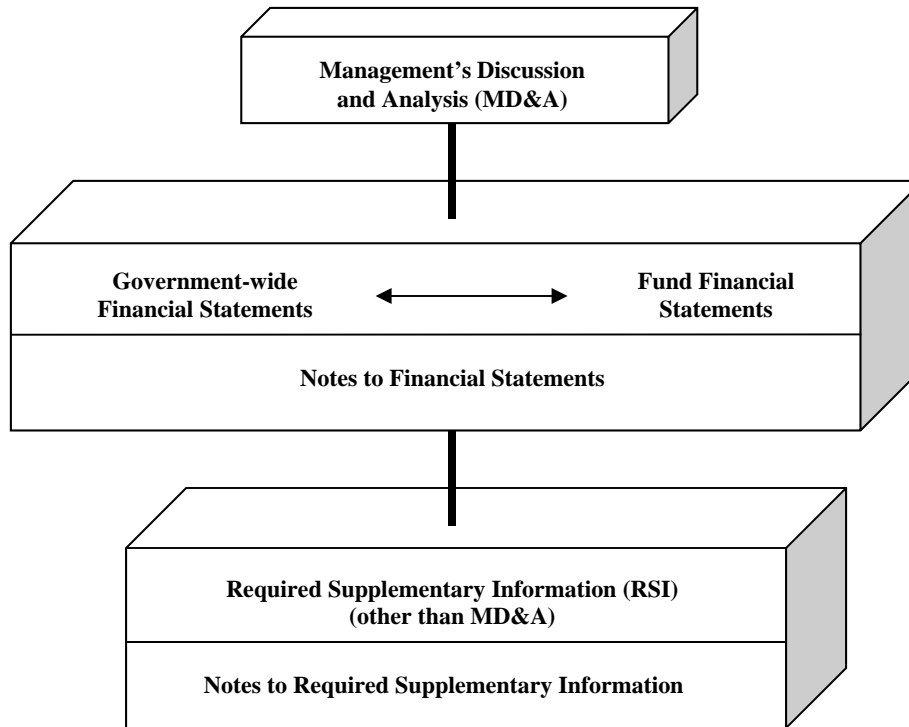 Management’s Discussion
and Analysis (MD&A)
Government-wide
Financial Statements
Fund Financial
Statements
Notes to Financial Statements
Required Supplementary Information (RSI)
(other than MD&A)
Notes to Required Supplementary Information